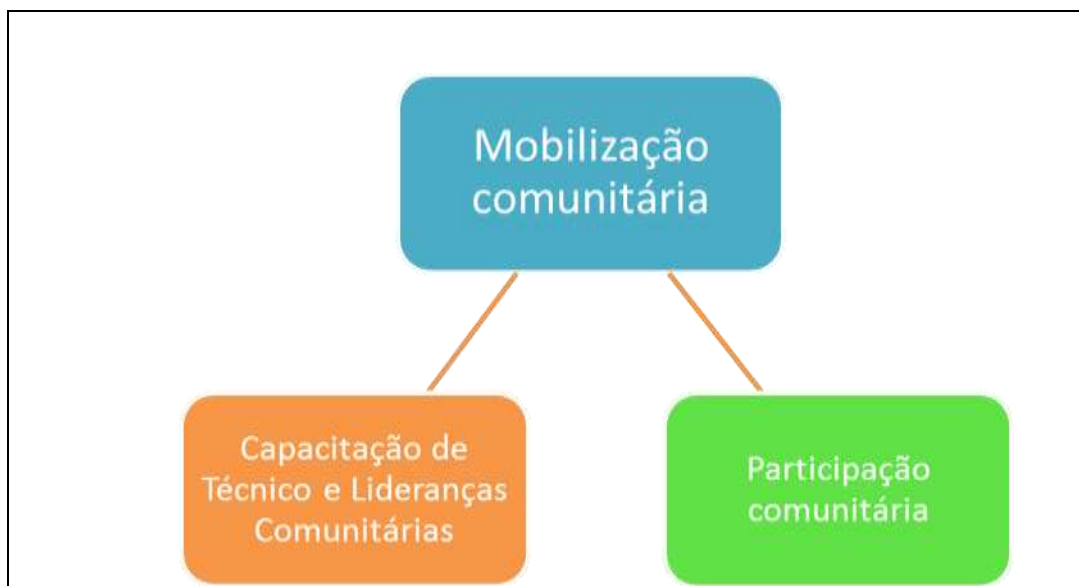 Mobilização
comunitária
Capacitação de
Técnico e Lideranças
Comunitárias
Participação
comunitária